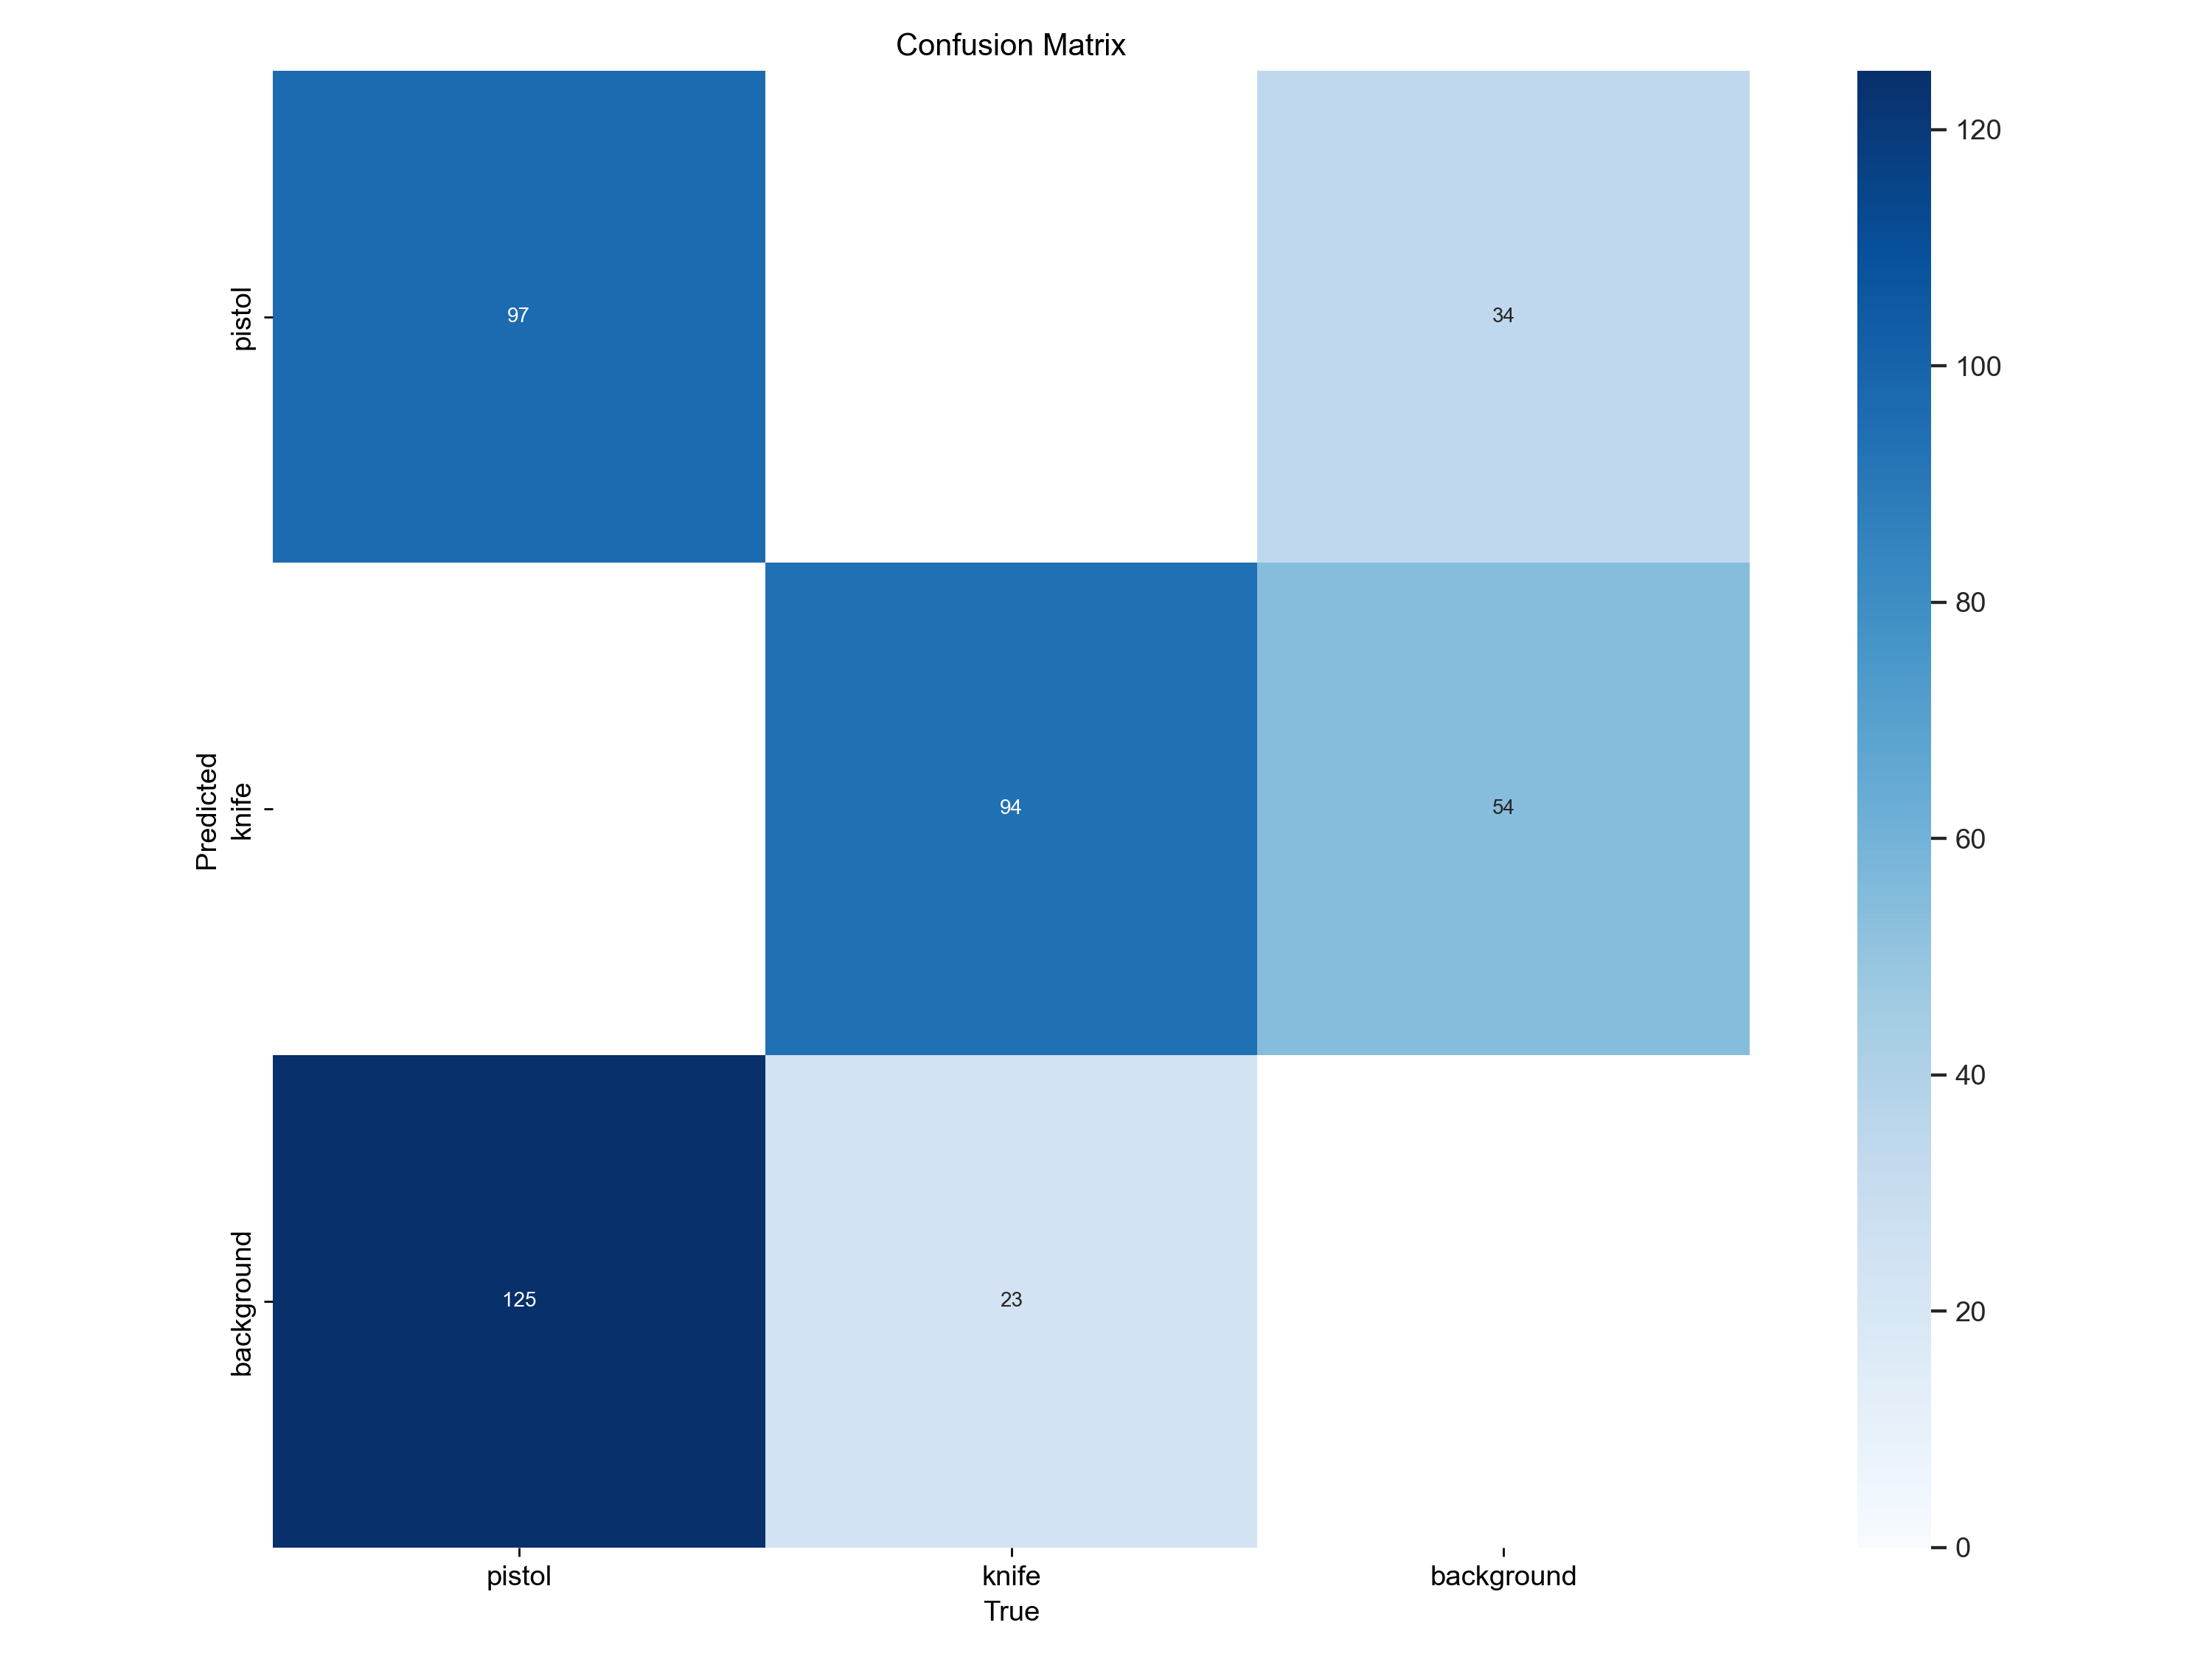 Confusion Matrix
120
100
80
60
40
20
0
pistol
97
34
Predicted
knife
94
54
background
125
23
pistol
knife
background
True